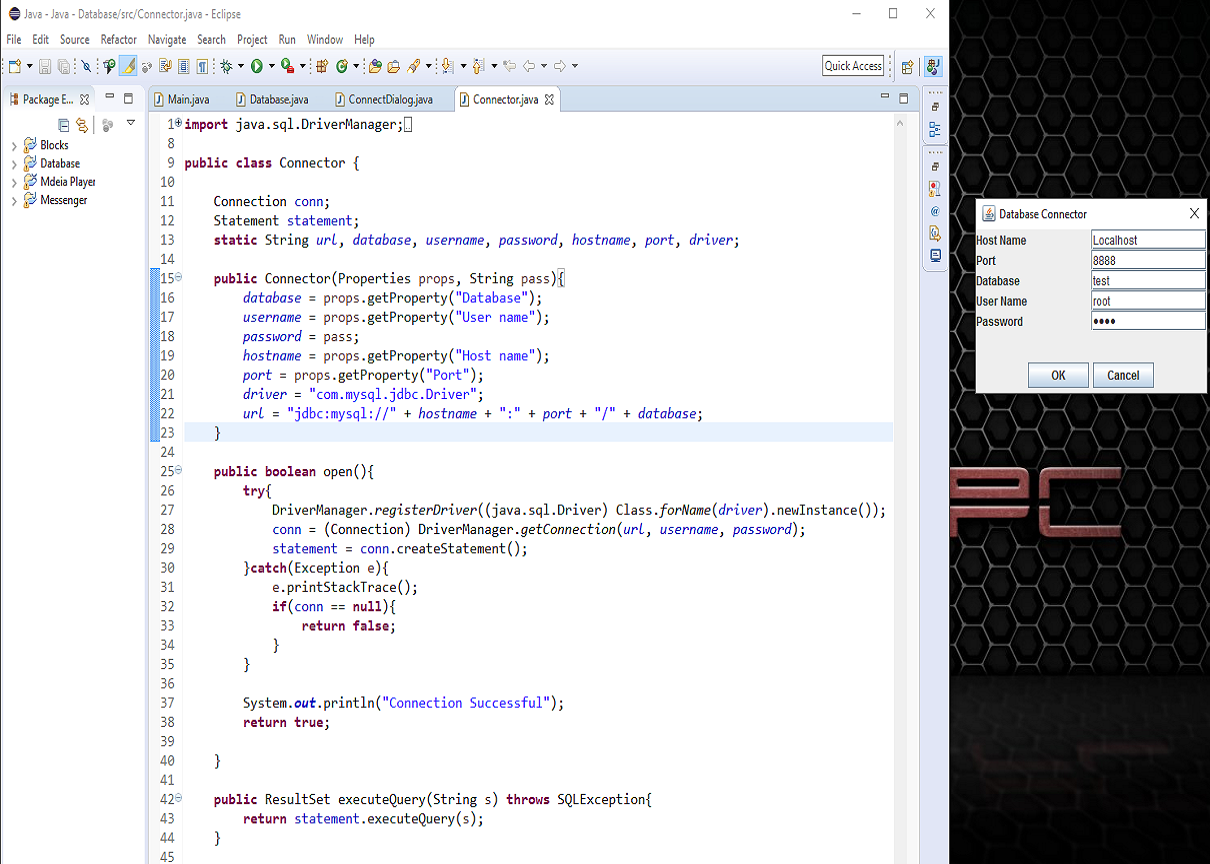 Java - Java - Database/src/Connector.java - Eclipse
File Edit Source Refactor Navigate Search Project Run Window Help
Quick Access
Package E...
Main.java Database.java ConnectDialog.java Connector.java
Blocks
Database
Mdeia Player
Messenger
1 import java.sql.DriverManager;
8
9 public class Connector {
10
11 Connection conn;
12 Statement statement;
13 static String url, database, username, password, hostname, port, driver;
14
15 public Connector(Properties props, String pass){
16 database = props.getProperty("Database");
17 username = props.getProperty("User name");
18 password = pass;
19 hostname = props.getProperty("Host name");
20 port = props.getProperty("Port");
21 driver = "com.mysql.jdbc.Driver";
22 url = "jdbc:mysql://" + hostname + ":" + port + "/" + database;
23 }
24
25 public boolean open(){
26 try{
27 DriverManager.registerDriver((java.sql.Driver) Class.forName(driver).newInstance());
28 conn = (Connection) DriverManager.getConnection(url, username, password);
29 statement = conn.createStatement();
30 }catch(Exception e){
31 e.printStackTrace();
32 if(conn == null){
33 return false;
34 }
35 }
36
37 System.out.println("Connection Successful");
38 return true;
39
40 }
41
42 public ResultSet executeQuery(String s) throws SQLException{
43 return statement.executeQuery(s);
44 }
45
Database Connector
Host Name Localhost
Port 8888
Database test
User Name root
Password ••••
OK Cancel
PC